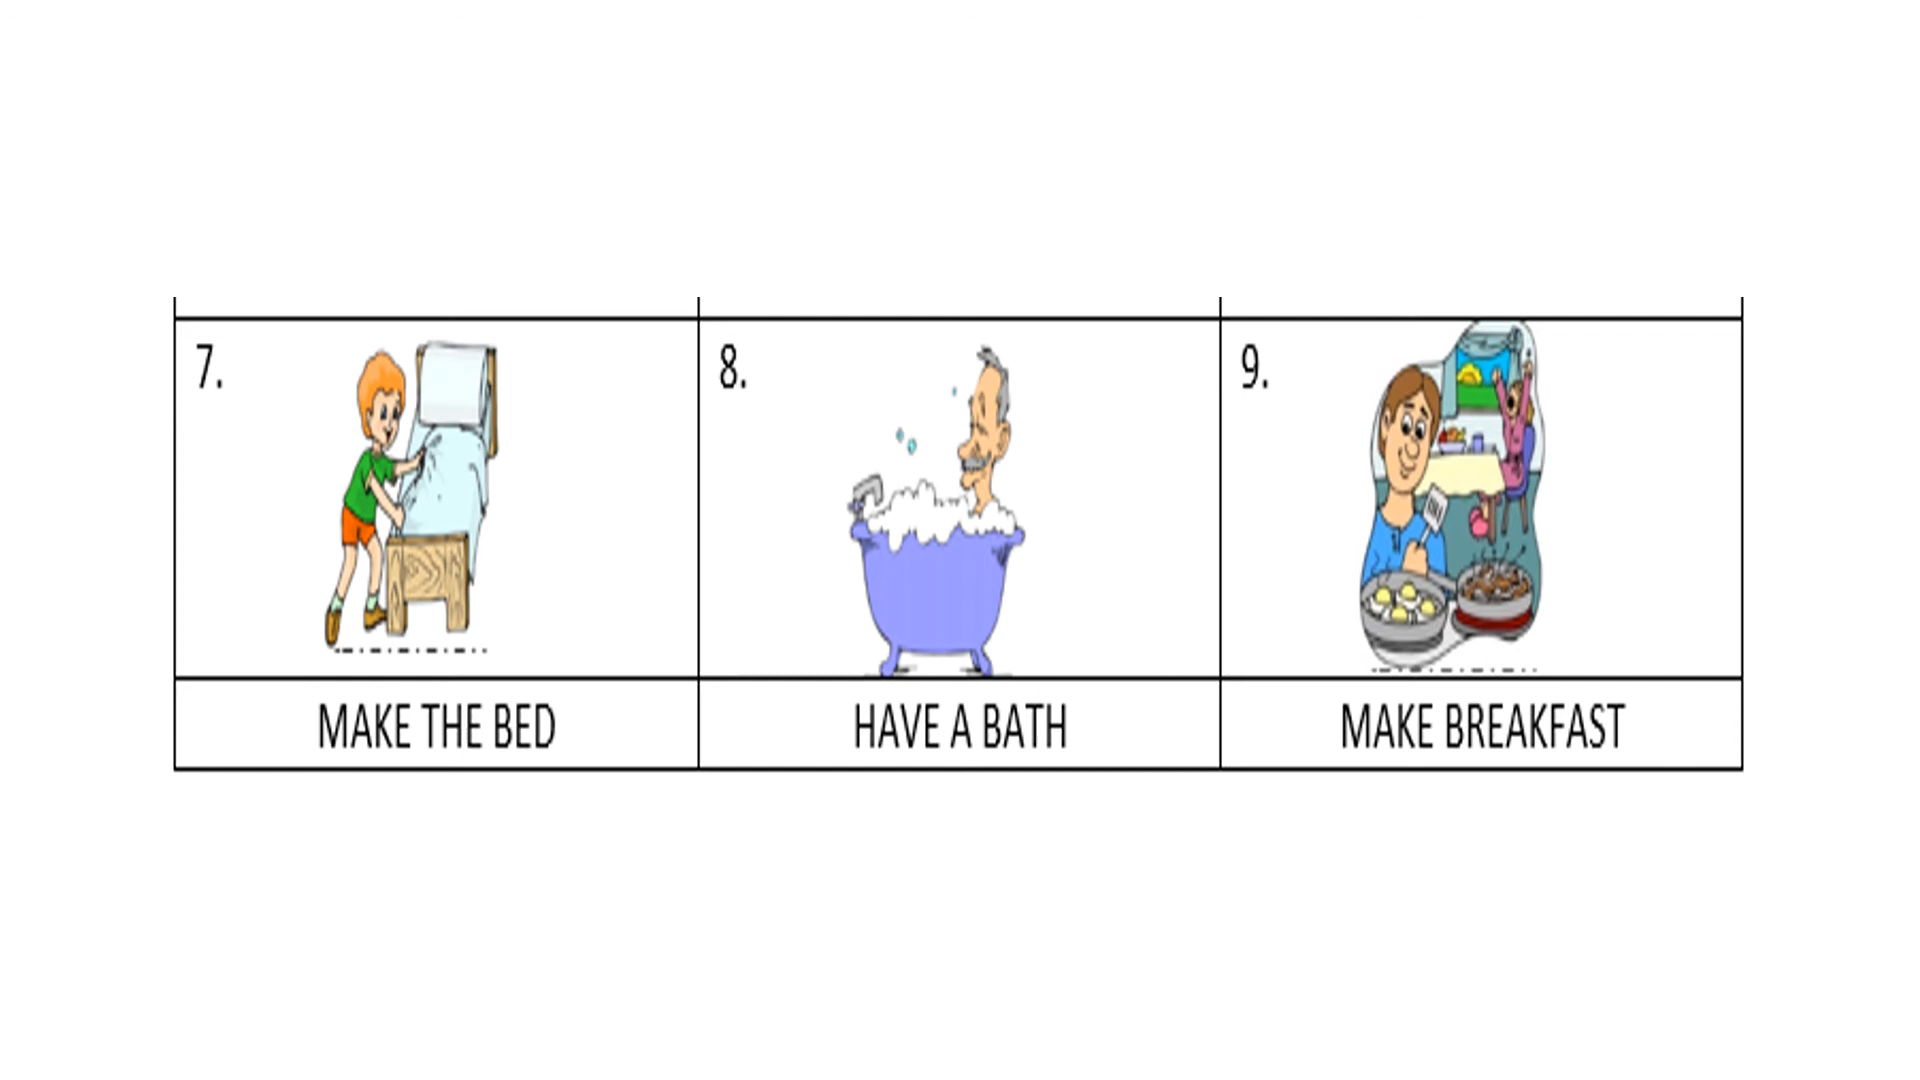 7.
8.
9.
MAKE THE BED
HAVE A BATH
MAKE BREAKFAST